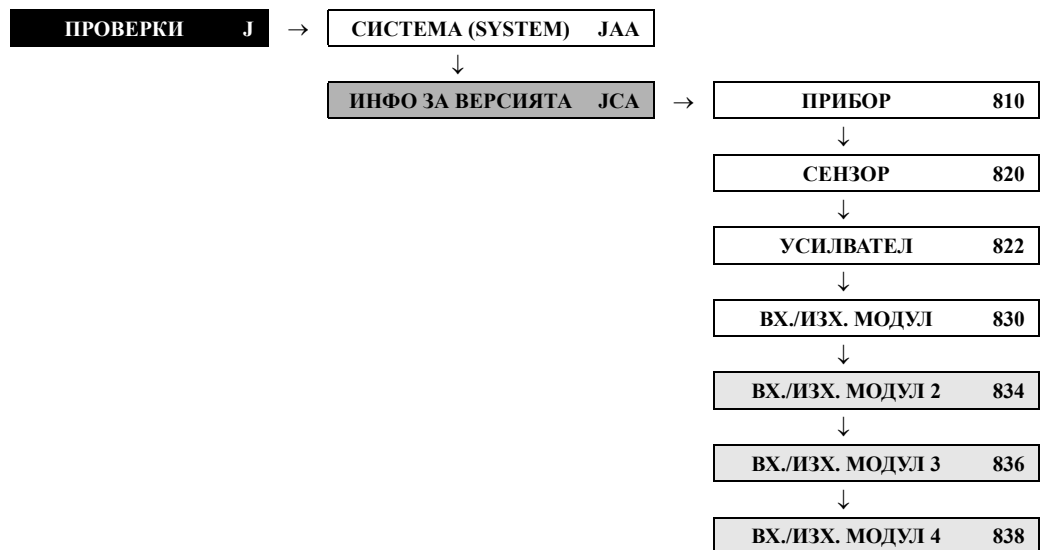 ПРОВЕРКИ J → СИСТЕМА (SYSTEM) JAA
↓
ИНФО ЗА ВЕРСИЯТА JCA → ПРИБОР 810
↓
СЕНЗОР 820
↓
УСИЛВАТЕЛ 822
↓
ВХ./ИЗХ. МОДУЛ 830
↓
ВХ./ИЗХ. МОДУЛ 2 834
↓
ВХ./ИЗХ. МОДУЛ 3 836
↓
ВХ./ИЗХ. МОДУЛ 4 838